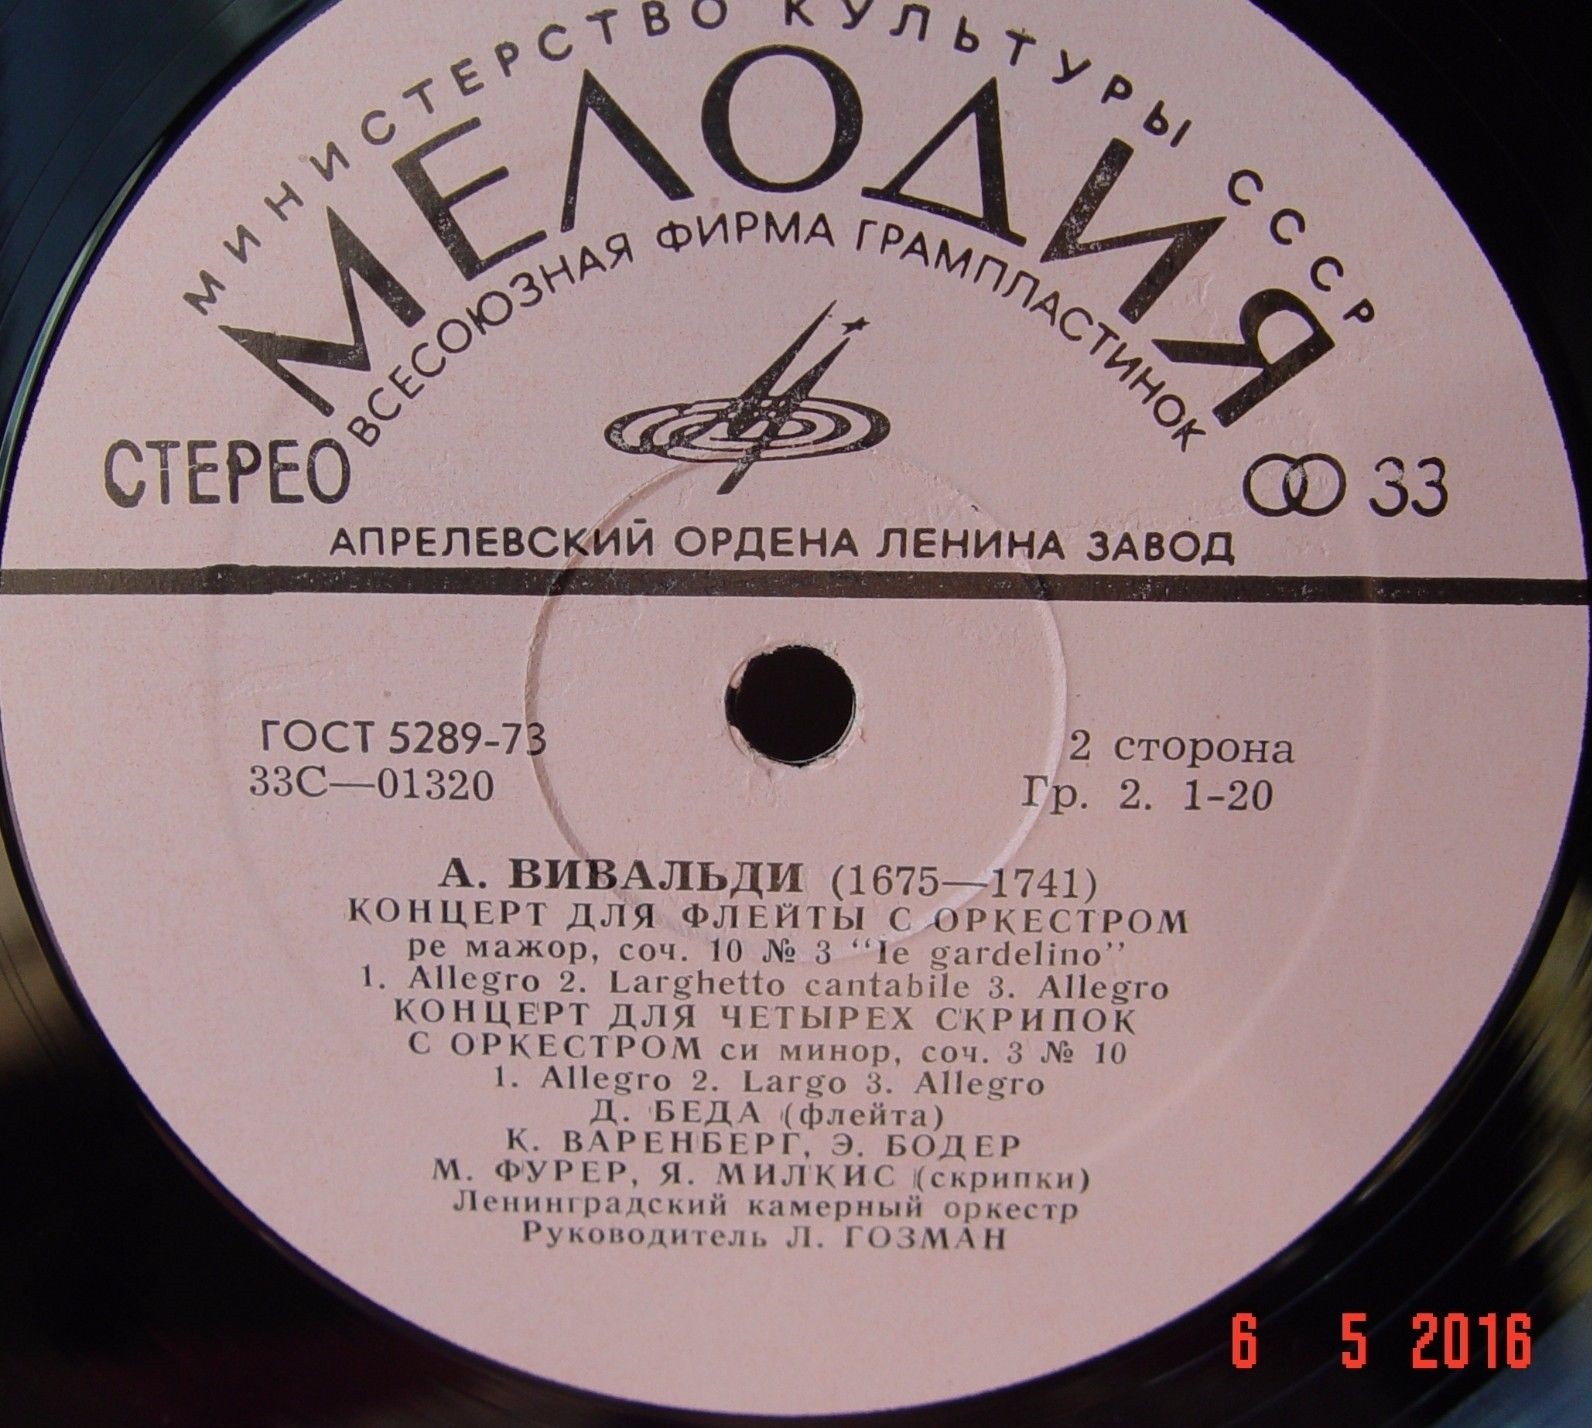 МИНИСТЕРСТВО КУЛЬТУРЫ СССР
МЕЛОДИЯ
ВСЕСОЮЗНАЯ ФИРМА ГРАМПЛАСТИНОК
СТЕРЕО
33
АПРЕЛЕВСКИЙ ОРДЕНА ЛЕНИНА ЗАВОД
ГОСТ 5289-73
33С—01320
2 сторона
Гр. 2. 1-20
А. ВИВАЛЬДИ (1675—1741)
КОНЦЕРТ ДЛЯ ФЛЕЙТЫ С ОРКЕСТРОМ
ре мажор, соч. 10 № 3 “le gardelino”
1. Allegro 2. Larghetto cantabile 3. Allegro
КОНЦЕРТ ДЛЯ ЧЕТЫРЕХ СКРИПОК
С ОРКЕСТРОМ си минор, соч. 3 № 10
1. Allegro 2. Largo 3. Allegro
Д. БЕДА (флейта)
К. ВАРЕНБЕРГ, Э. БОДЕР
М. ФУРЕР, Я. МИЛКИС (скрипки)
Ленинградский камерный оркестр
Руководитель Л. ГОЗМАН
6 5 2016